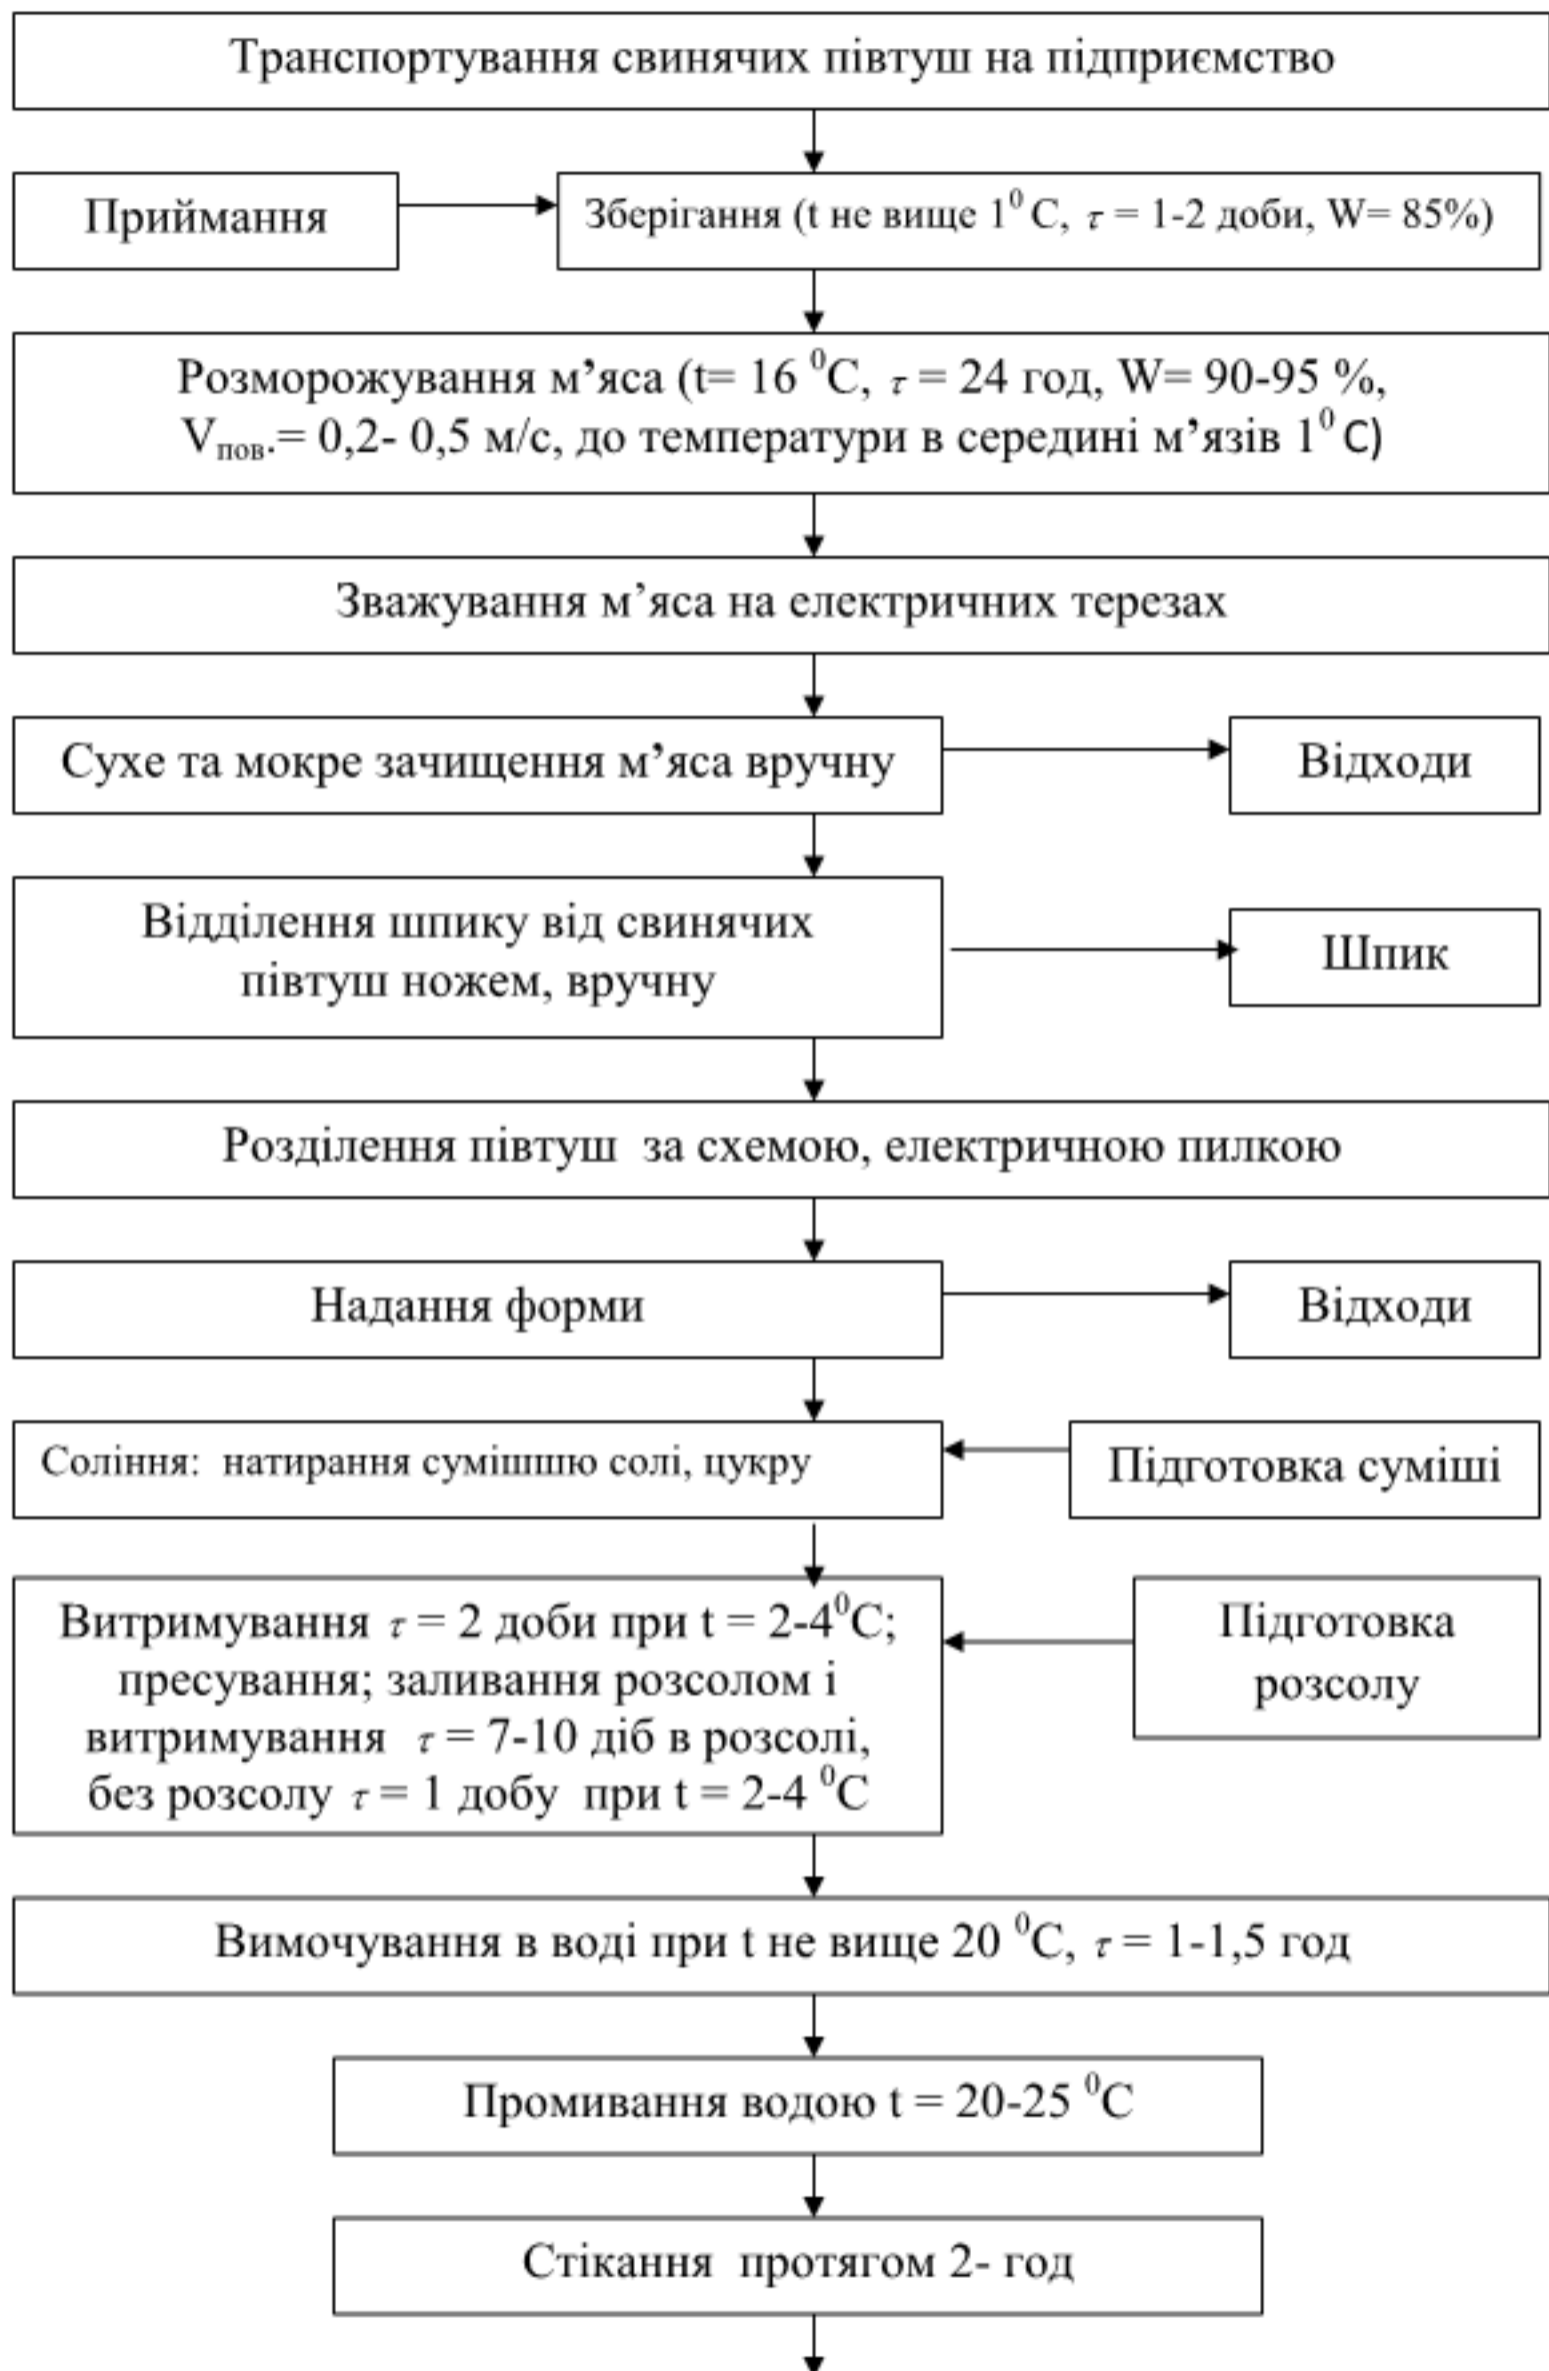 Транспортування свинячих півтуш на підприємство
Приймання
Зберігання (t не вище 1⁰ С, τ = 1-2 доби, W= 85%)
Розморожування м’яса (t= 16 ⁰С, τ = 24 год, W= 90-95 %,
Vпов.= 0,2- 0,5 м/с, до температури в середині м’язів 1⁰ С)
Зважування м’яса на електричних терезах
Сухе та мокре зачищення м’яса вручну
Відходи
Відділення шпику від свинячих
півтуш ножем, вручну
Шпик
Розділення півтуш за схемою, електричною пилкою
Надання форми
Відходи
Соління: натирання сумішшю солі, цукру
Підготовка суміші
Витримування τ = 2 доби при t = 2-4⁰С;
пресування; заливання розсолом і
витримування τ = 7-10 діб в розсолі,
без розсолу τ = 1 добу при t = 2-4 ⁰С
Підготовка
розсолу
Вимочування в воді при t не вище 20 ⁰С, τ = 1-1,5 год
Промивання водою t = 20-25 ⁰С
Стікання протягом 2- год